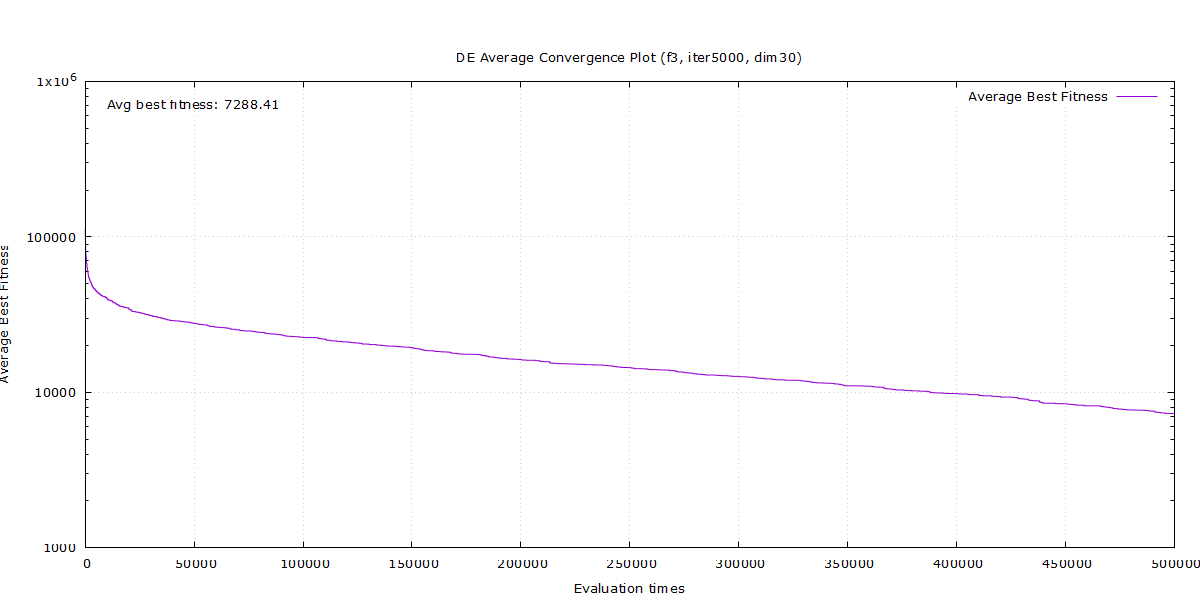 DE Average Convergence Plot (f3, iter5000, dim30)
1x10^6
Avg best fitness: 7288.41
Average Best Fitness
100000
10000
1000
Average Best Fitness
0 50000 100000 150000 200000 250000 300000 350000 400000 450000 500000
Evaluation times